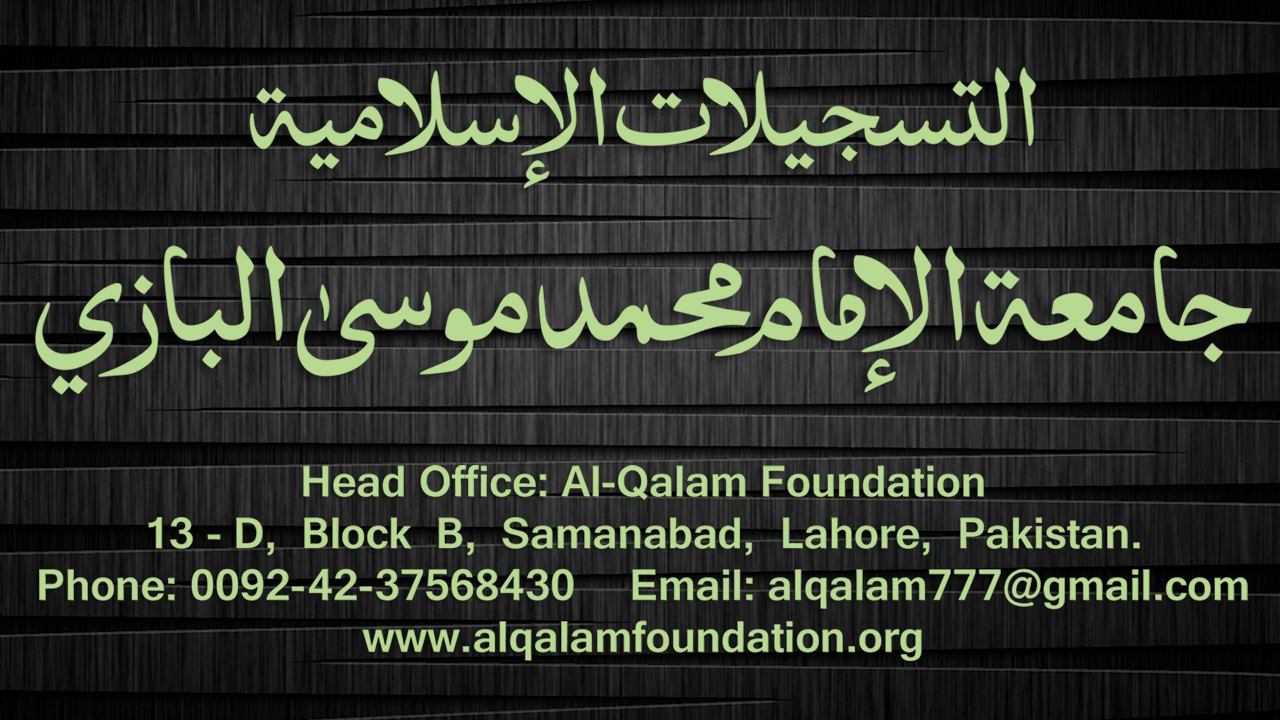 التسجيلات الإسلامية
جامعة الإمام محمد موسىٰ البازي
Head Office: Al-Qalam Foundation
13 - D, Block B, Samanabad, Lahore, Pakistan.
Phone: 0092-42-37568430 Email: alqalam777@gmail.com
www.alqalamfoundation.org